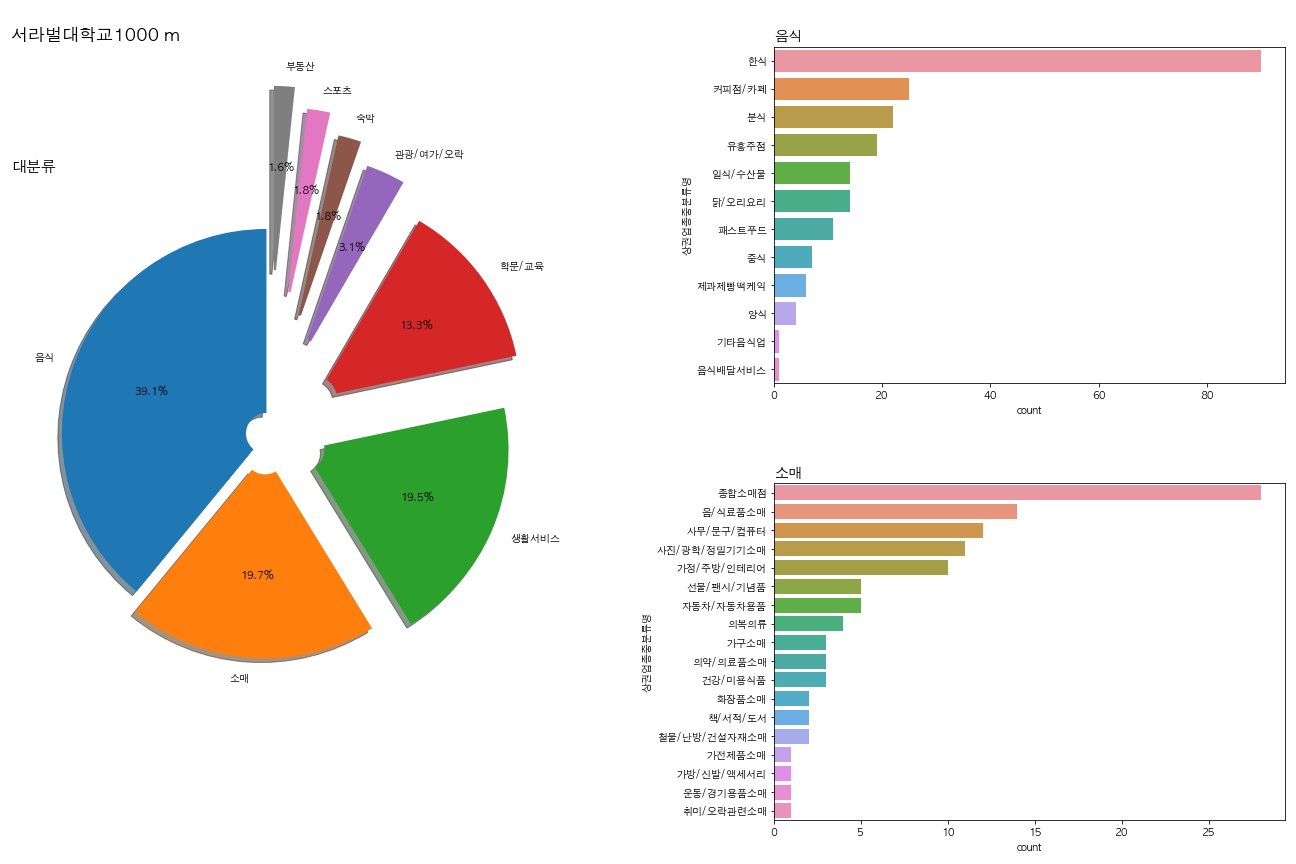 서라벌대학교1000 m
대분류
부동산
스포츠
숙박
관광/여가/오락
학문/교육
생활서비스
소매
음식
1.6%
1.8%
1.8%
3.1%
13.3%
19.5%
19.7%
39.1%
음식
한식
커피점/카페
분식
유흥주점
일식/수산물
닭/오리요리
패스트푸드
중식
제과제빵떡케익
양식
기타음식업
음식배달서비스
상권업종중분류명
0 20 40 60 80
count
소매
종합소매점
음/식료품소매
사무/문구/컴퓨터
사진/광학/정밀기기소매
가정/주방/인테리어
선물/팬시/기념품
자동차/자동차용품
의복의류
가구소매
의약/의료품소매
건강/미용식품
화장품소매
책/서적/도서
철물/난방/건설자재소매
가전제품소매
가방/신발/액세서리
운동/경기용품소매
취미/오락관련소매
상권업종중분류명
0 5 10 15 20 25
count